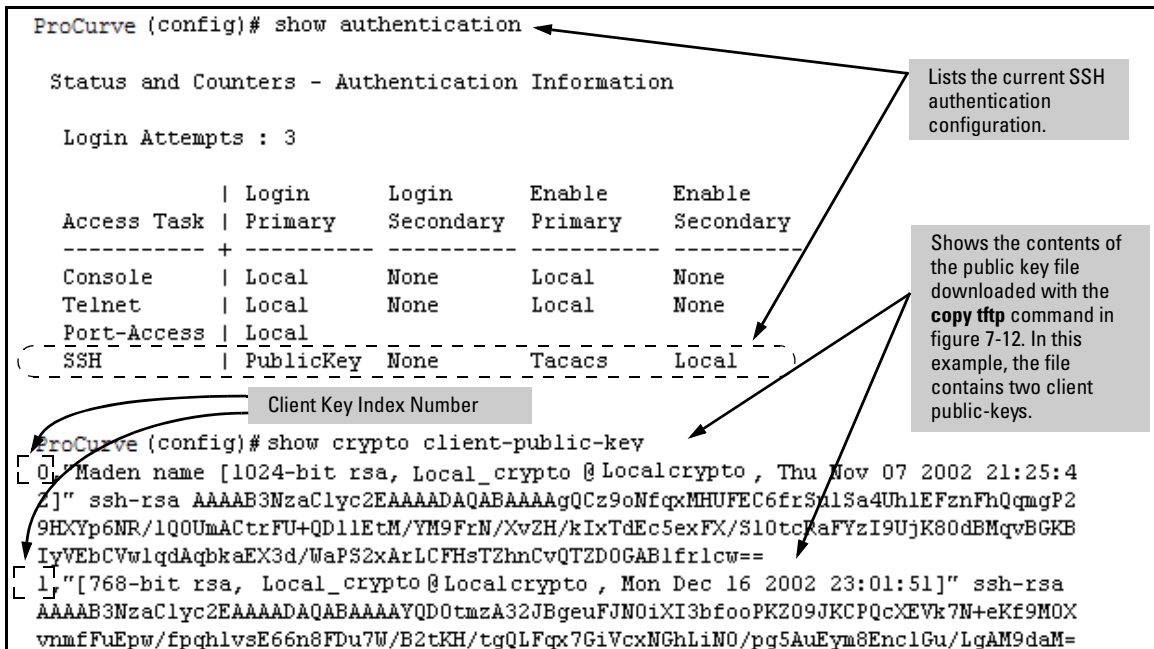 ProCurve (config)# show authentication
Status and Counters - Authentication Information
Login Attempts : 3
| Login Login Enable Enable
Access Task | Primary Secondary Primary Secondary
----------- + ---------- ---------- ---------- ----------
Console | Local None Local None
Telnet | Local None Local None
Port-Access | Local
SSH | PublicKey None Tacacs Local
Lists the current SSH
authentication
configuration.
Shows the contents of
the public key file
downloaded with the
copy tftp command in
figure 7-12. In this
example, the file
contains two client
public-keys.
Client Key Index Number
ProCurve (config)# show crypto client-public-key
0,"Maden name [1024-bit rsa, Local_crypto @ Localcrypto , Thu Nov 07 2002 21:25:4
2]" ssh-rsa AAAAB3NzaC1yc2EAAAADAQABAAAAgQCz9oNfqxMHUFEC6frSulSa4Uh1EFznFhQqmgP2
9HXYp6NR/lQ0UmACtrFU+QDl1EtM/YM9FrN/XvZH/kIxTdEc5exFX/Sl0tcRaFYzI9UjK80dBMqvBGKB
IyVEbCVwlqdAqbkaEX3d/WaPS2xArLCFHsTZhnCvQTZD0GAB1frlcw==
1,"[768-bit rsa, Local_crypto@Localcrypto , Mon Dec 16 2002 23:01:51]" ssh-rsa
AAAAB3NzaC1yc2EAAAADAQABAAAAYQD0tmzA32JBgeuFJN0iXI3bfooPKZ09JKCPQcXEVk7N+eKf9M0X
vnmfFuEpw/fpqhlvsE66n8FDu7W/B2tKH/tgQLFqx7GiVcxNGhLiN0/pg5AuEym8EnclGu/LgAM9daM=